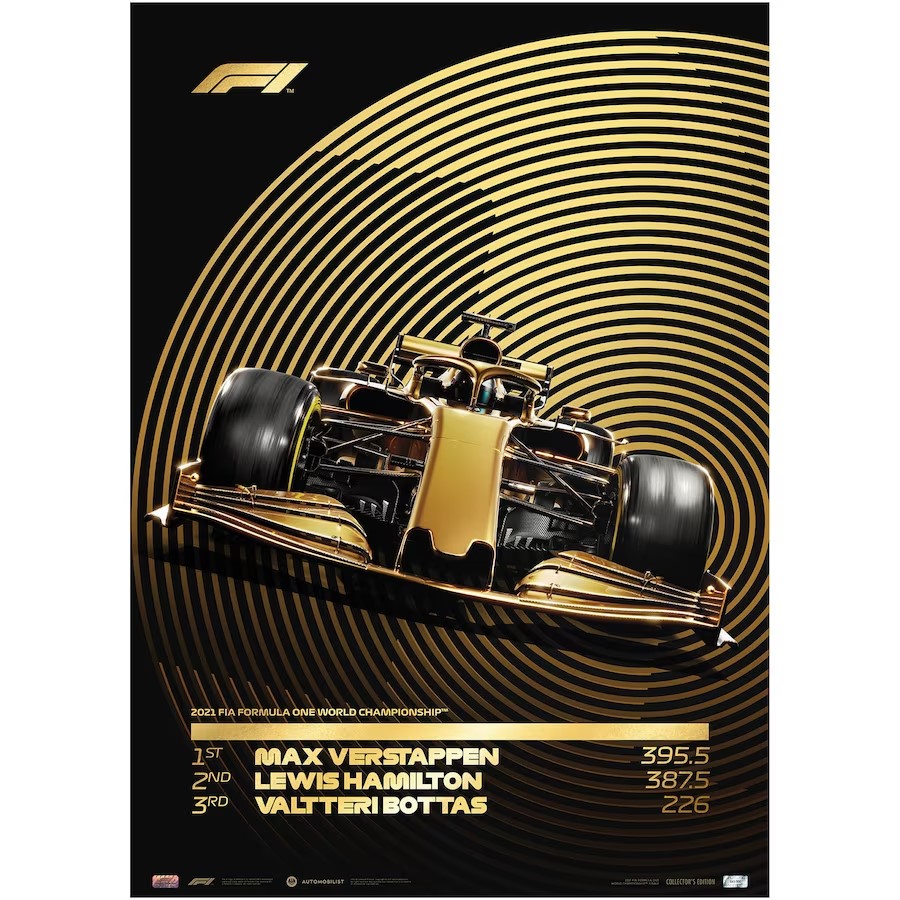 F1™
2021 FIA FORMULA ONE WORLD CHAMPIONSHIP™
1ST MAX VERSTAPPEN 395.5
2ND LEWIS HAMILTON 387.5
3RD VALTTERI BOTTAS 226
F1 AUTOMOBILIST COLLECTOR'S EDITION